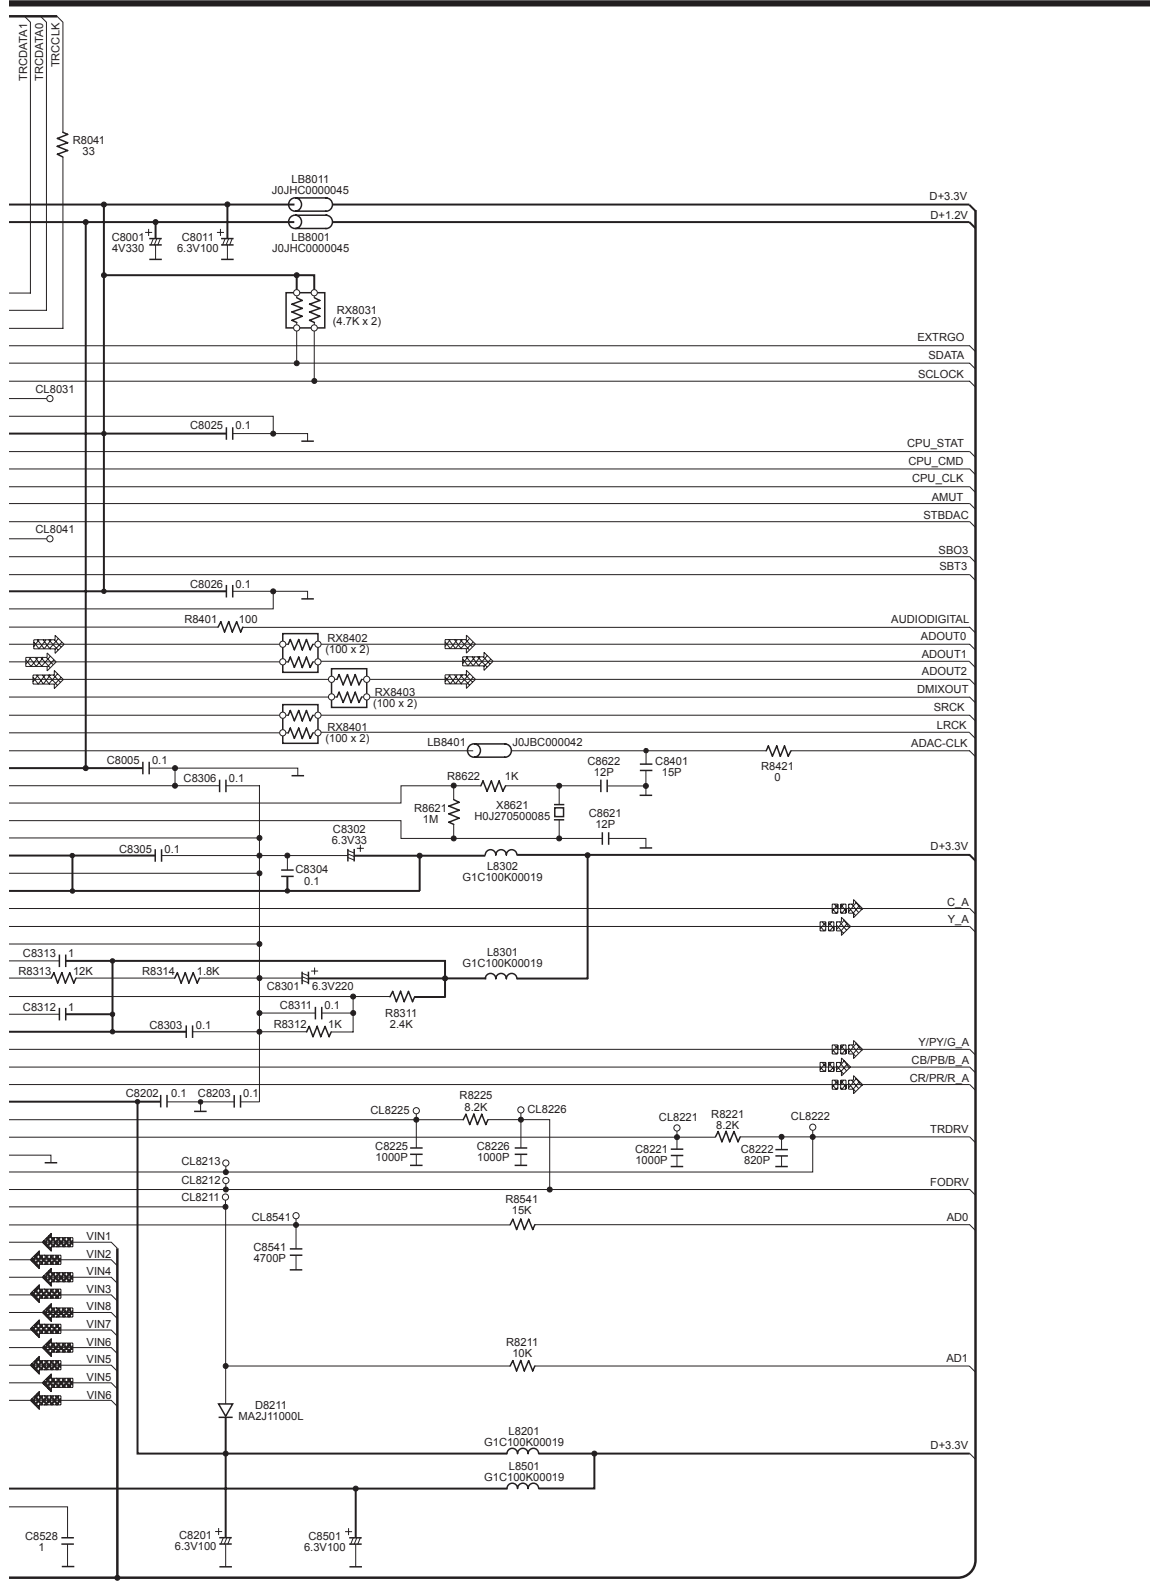 TRCDATA1
TRCDATA0
TRCCLK
R8041
33
LB8011
J0JHC0000045
D+3.3V
D+1.2V
C8001 +
4V330
C8011 +
6.3V100
LB8001
J0JHC0000045
RX8031
(4.7K x 2)
EXTRGO
SDATA
SCLOCK
CL8031
C8025 0.1
CPU_STAT
CPU_CMD
CPU_CLK
AMUT
STBDAC
CL8041
SBO3
SBT3
C8026 0.1
R8401 100
AUDIODIGITAL
RX8402
(100 x 2)
ADOUT0
ADOUT1
ADOUT2
RX8403
(100 x 2)
DMIXOUT
SRCK
RX8401
(100 x 2)
LRCK
LB8401 J0JBC000042
ADAC-CLK
C8005 0.1
C8306 0.1
C8622
12P
C8401
15P
R8421
0
R8622 1K
R8621
1M
X8621
H0J270500085
C8621
12P
C8302
6.3V33 +
C8305 0.1
D+3.3V
C8304
0.1
L8302
G1C100K00019
C_A
Y_A
C8313 1
L8301
G1C100K00019
R8313 12K
R8314 1.8K
C8301 +
6.3V220
C8312 1
C8311 0.1
R8311
2.4K
C8303 0.1
R8312 1K
Y/PY/G_A
CB/PB/B_A
CR/PR/R_A
C8202 0.1
C8203 0.1
CL8225
R8225
8.2K
CL8226
CL8221
R8221
8.2K
CL8222
TRDRV
C8225
1000P
C8226
1000P
C8221
1000P
C8222
820P
CL8213
CL8212
FODRV
CL8211
R8541
15K
CL8541
AD0
C8541
4700P
VIN1
VIN2
VIN4
VIN3
VIN8
VIN7
VIN6
VIN5
VIN5
VIN6
R8211
10K
AD1
D8211
MA2J11000L
L8201
G1C100K00019
D+3.3V
L8501
G1C100K00019
C8528
1
C8201 +
6.3V100
C8501 +
6.3V100